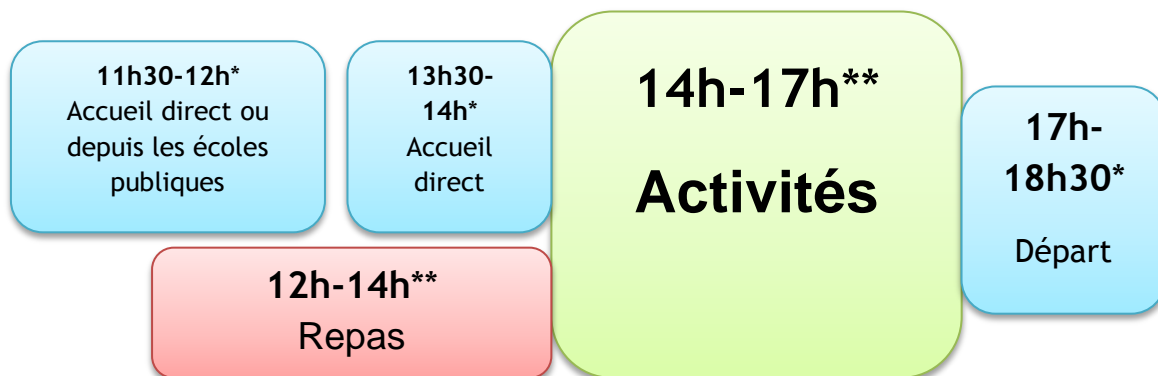 11h30-12h*
Accueil direct ou
depuis les écoles
publiques
13h30-
14h*
Accueil
direct
12h-14h**
Repas
14h-17h**
Activités
17h-
18h30*
Départ